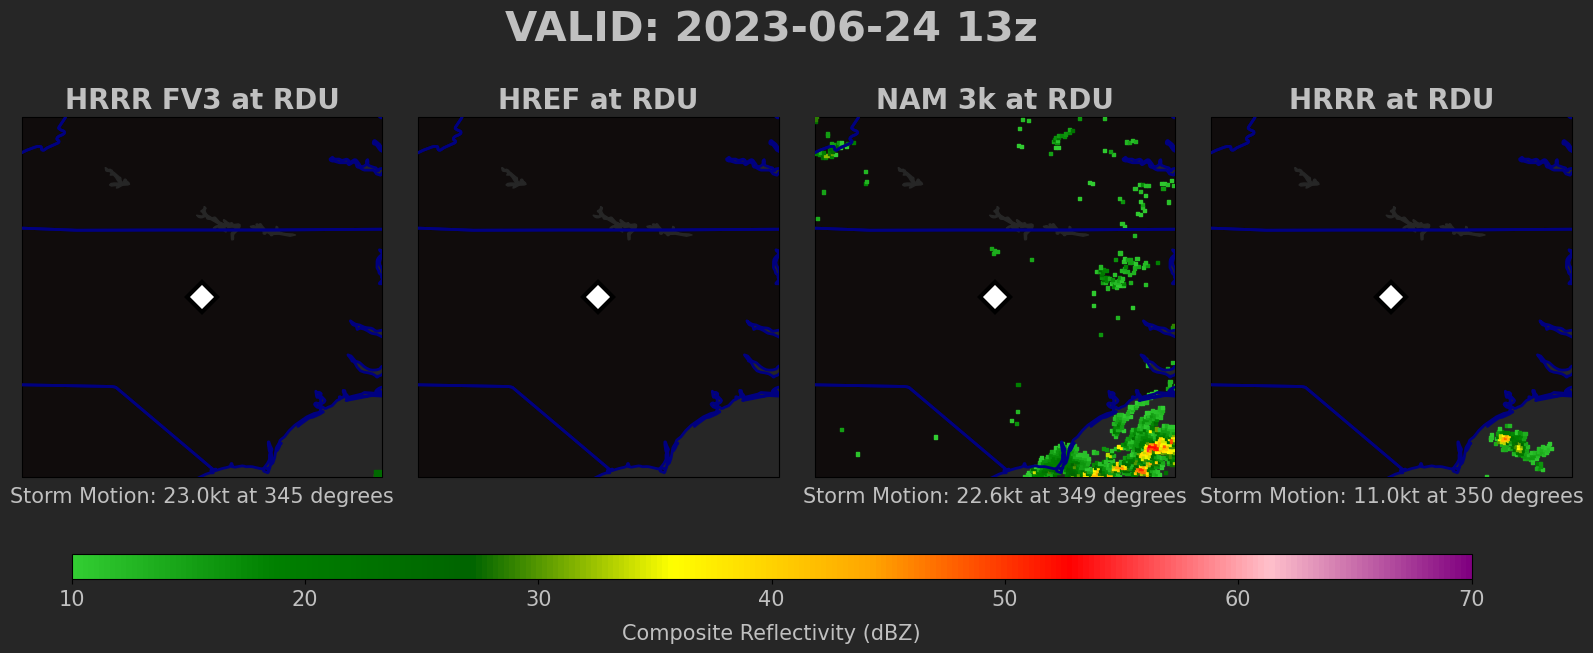 VALID: 2023-06-24 13z
HRRR FV3 at RDU
HREF at RDU
NAM 3k at RDU
HRRR at RDU
Storm Motion: 23.0kt at 345 degrees
Storm Motion: 22.6kt at 349 degrees
Storm Motion: 11.0kt at 350 degrees
10 20 30 40 50 60 70
Composite Reflectivity (dBZ)